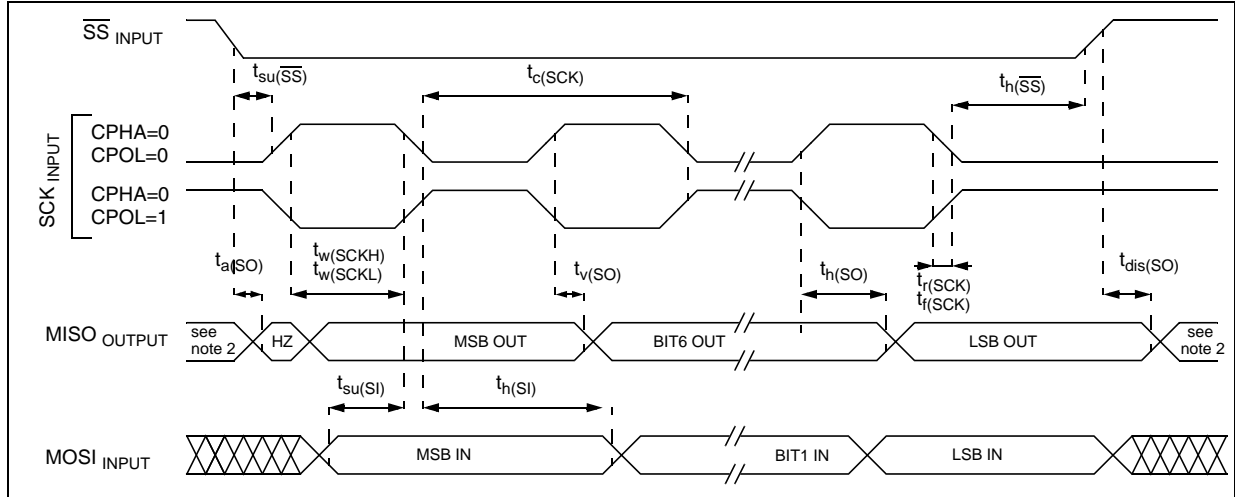 SS INPUT
tsu(SS)
tc(SCK)
th(SS)
SCK INPUT
CPHA=0
CPOL=0
CPHA=0
CPOL=1
ta(SO)
tw(SCKH)
tw(SCKL)
tv(SO)
th(SO)
tr(SCK)
tf(SCK)
tdis(SO)
MISO OUTPUT
see
note 2
HZ
MSB OUT
BIT6 OUT
LSB OUT
see
note 2
tsu(SI)
th(SI)
MOSI INPUT
MSB IN
BIT1 IN
LSB IN